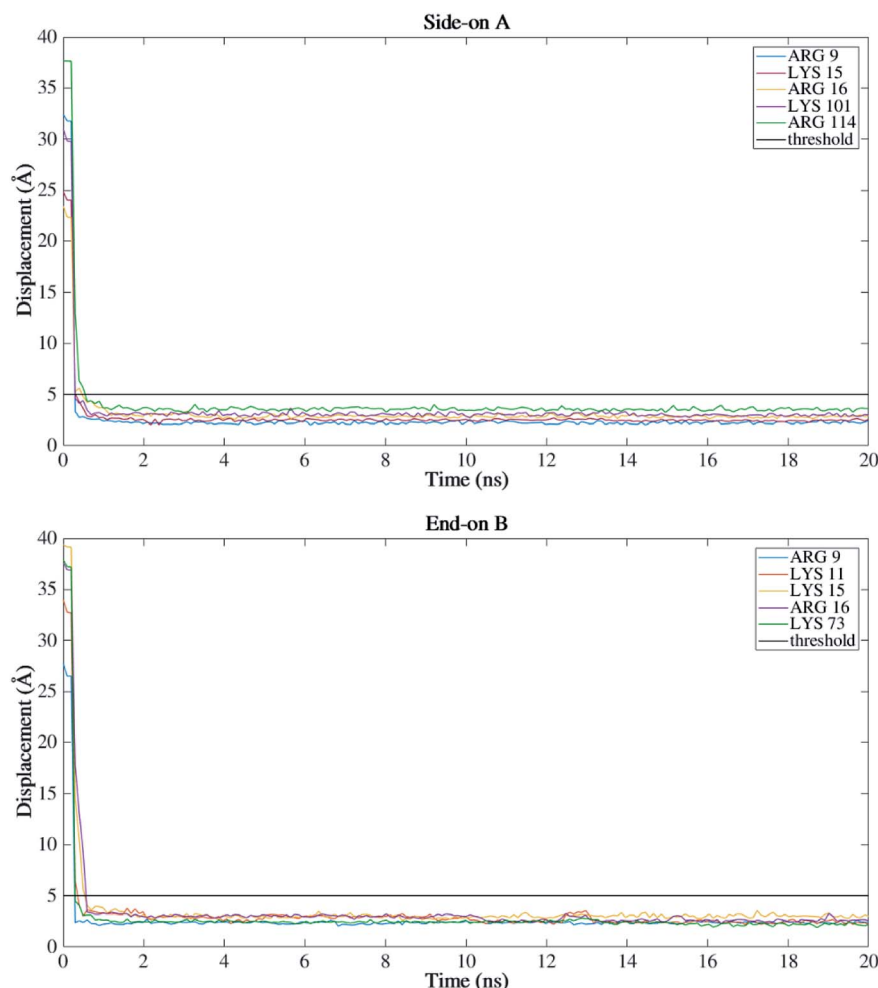 Side-on A
40
35
30
25
20
15
10
5
0
Displacement (Å)
ARG 9
LYS 15
ARG 16
LYS 101
ARG 114
threshold
0 2 4 6 8 10 12 14 16 18 20
Time (ns)
End-on B
40
35
30
25
20
15
10
5
0
Displacement (Å)
ARG 9
LYS 11
LYS 15
ARG 16
LYS 73
threshold
0 2 4 6 8 10 12 14 16 18 20
Time (ns)